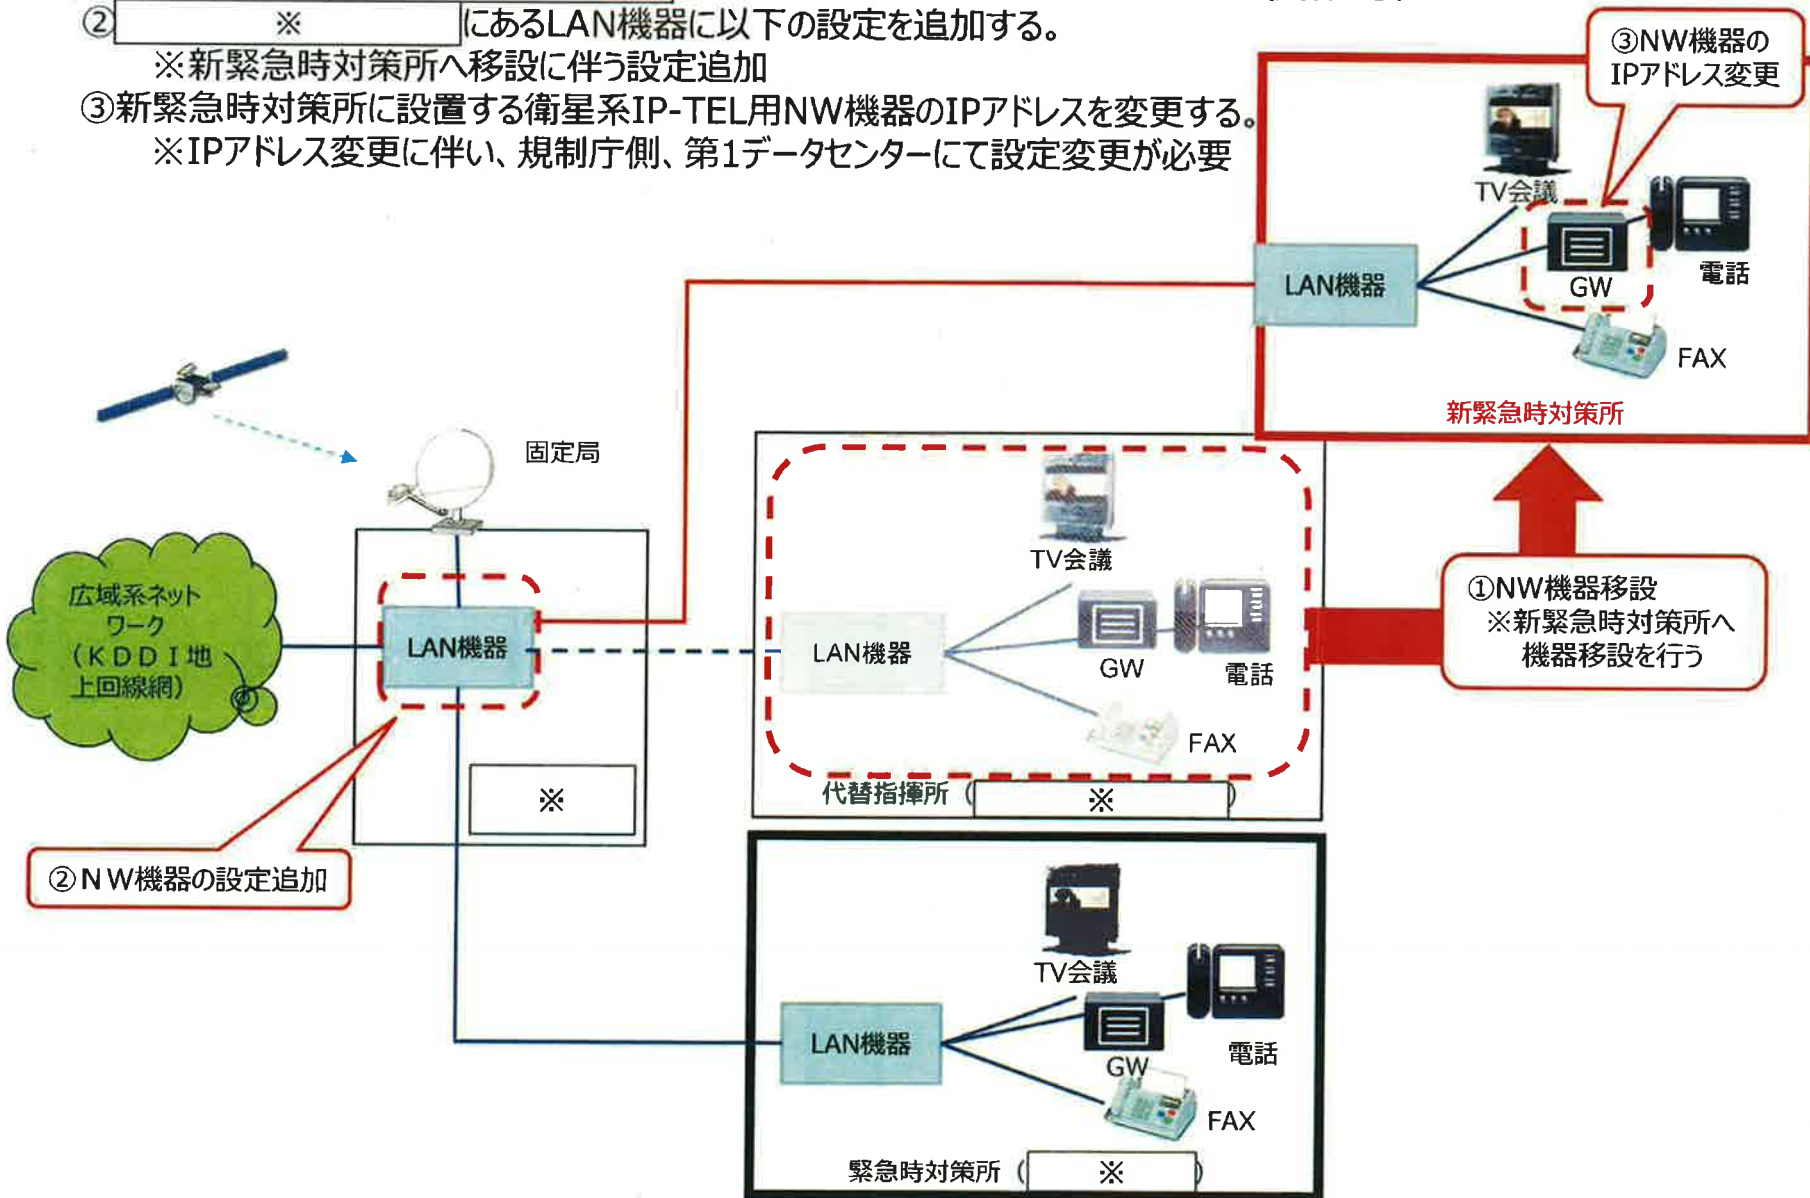 ②※にあるLAN機器に以下の設定を追加する。
※新緊急時対策所へ移設に伴う設定追加
③新緊急時対策所に設置する衛星系IP-TEL用NW機器のIPアドレスを変更する。
※IPアドレス変更に伴い、規制庁側、第1データセンターにて設定変更が必要
③NW機器の
IPアドレス変更
TV会議
LAN機器
GW
電話
FAX
新緊急時対策所
固定局
広域系ネット
ワーク
(KDDI地
上回線網)
LAN機器
※
②NW機器の設定追加
TV会議
LAN機器
GW
電話
FAX
代替指揮所(※)
①NW機器移設
※新緊急時対策所へ
機器移設を行う
TV会議
LAN機器
GW
電話
FAX
緊急時対策所(※)